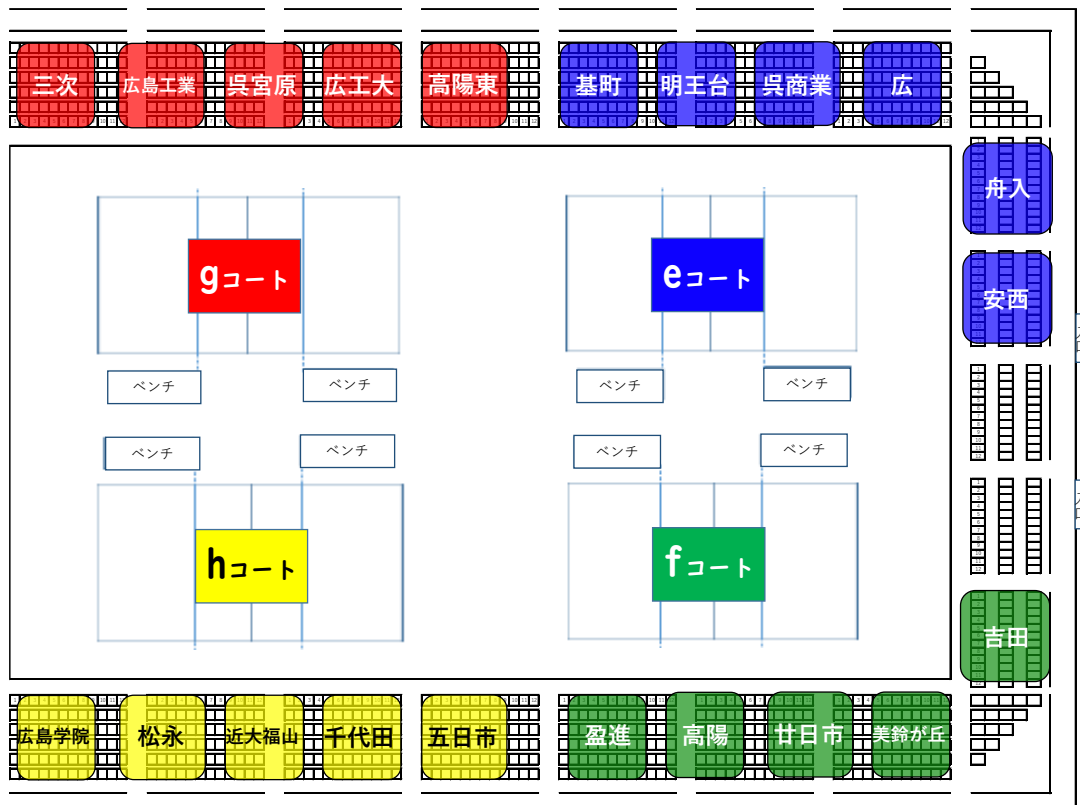 三次
広島工業
呉宮原
広工大
高陽東
基町
明王台
呉商業
広
舟入
安西
gコート
eコート
ベンチ
ベンチ
ベンチ
ベンチ
ベンチ
ベンチ
ベンチ
ベンチ
hコート
fコート
吉田
広島学院
松永
近大福山
千代田
五日市
盈進
高陽
廿日市
美鈴が丘